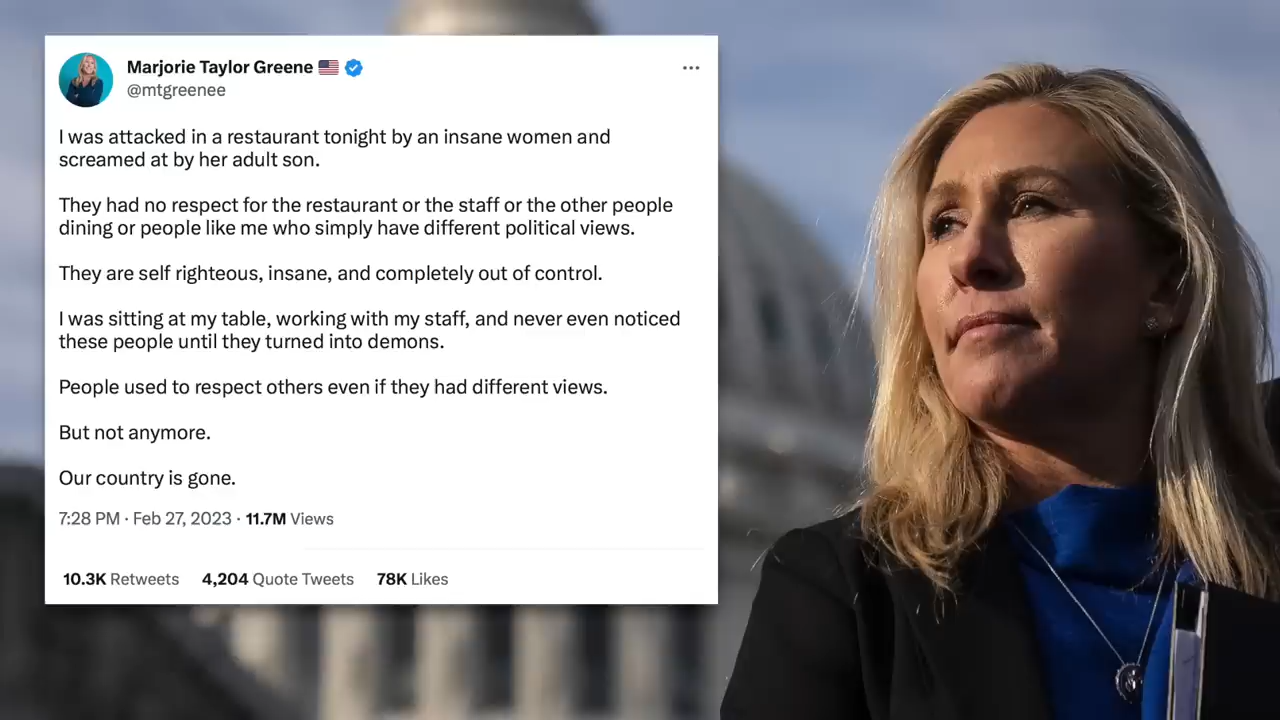 Marjorie Taylor Greene 🇺🇸
@mtgreenee
I was attacked in a restaurant tonight by an insane women and
screamed at by her adult son.
They had no respect for the restaurant or the staff or the other people
dining or people like me who simply have different political views.
They are self righteous, insane, and completely out of control.
I was sitting at my table, working with my staff, and never even noticed
these people until they turned into demons.
People used to respect others even if they had different views.
But not anymore.
Our country is gone.
7:28 PM · Feb 27, 2023 · 11.7M Views
10.3K Retweets 4,204 Quote Tweets 78K Likes